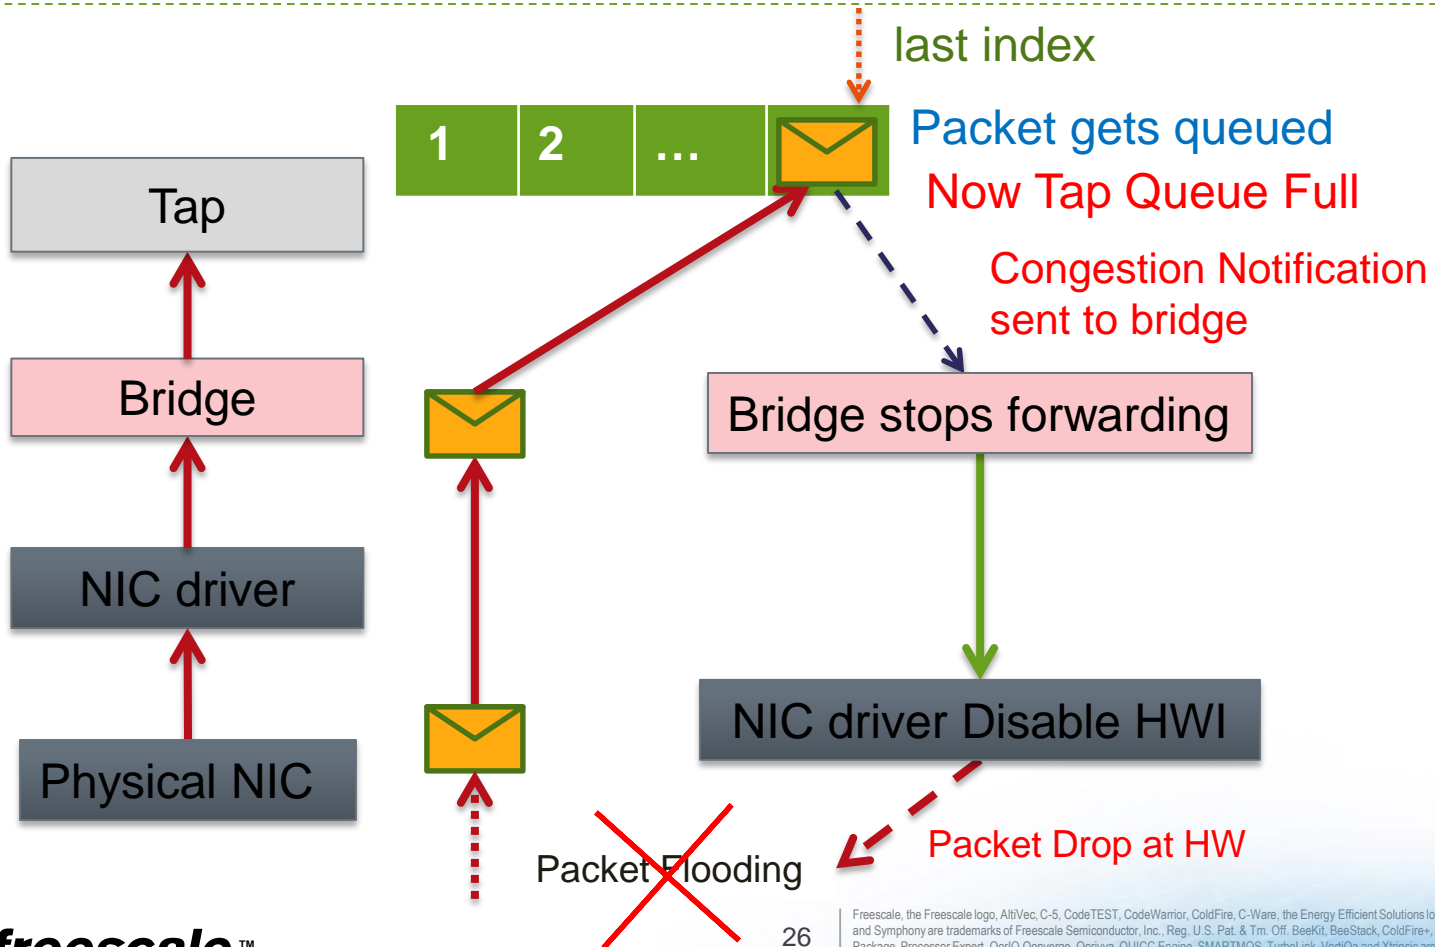 last index
1 2 ...
Packet gets queued
Now Tap Queue Full
Tap
Congestion Notification
sent to bridge
Bridge
Bridge stops forwarding
NIC driver
NIC driver Disable HWI
Physical NIC
Packet Drop at HW
Packet Flooding
freescale™
26
Freescale, the Freescale logo, AltiVec, C-5, CodeTEST, CodeWarrior, ColdFire, C-Ware, the Energy Efficient Solutions lo
and Symphony are trademarks of Freescale Semiconductor, Inc., Reg. U.S. Pat. & Tm. Off. BeeKit, BeeStack, ColdFire+,